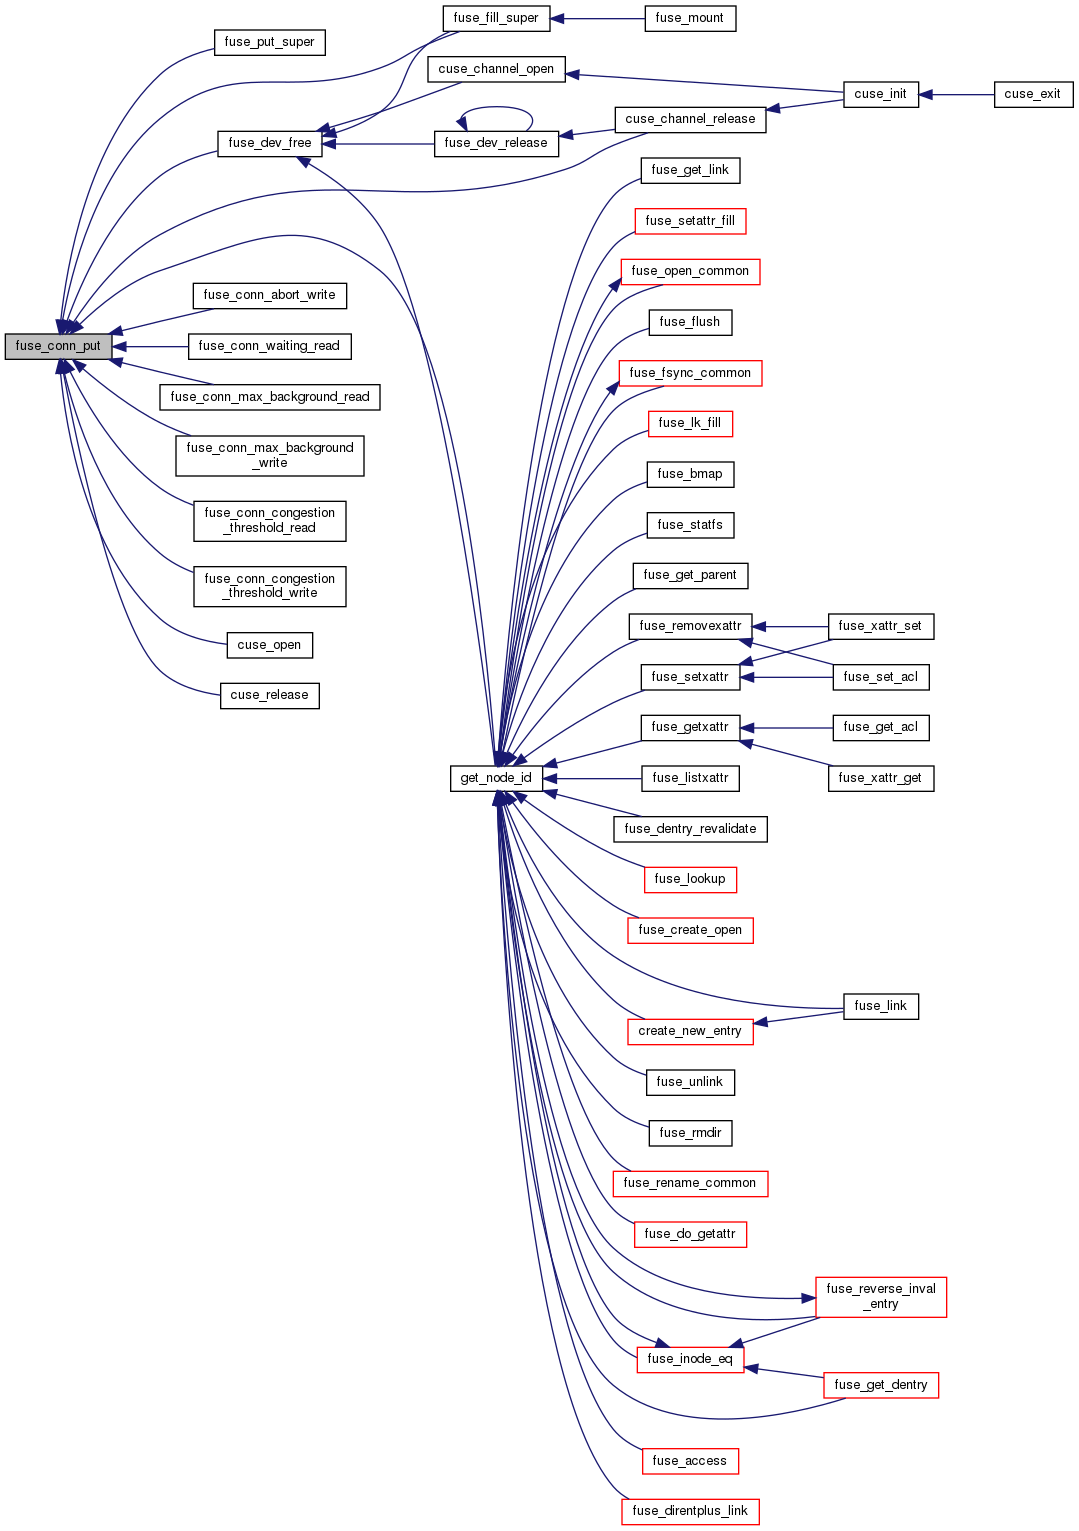 fuse_fill_super
fuse_mount
fuse_put_super
cuse_channel_open
cuse_init
cuse_exit
cuse_channel_release
fuse_dev_free
fuse_dev_release
fuse_get_link
fuse_setattr_fill
fuse_open_common
fuse_conn_abort_write
fuse_flush
fuse_conn_put
fuse_conn_waiting_read
fuse_fsync_common
fuse_conn_max_background_read
fuse_lk_fill
fuse_conn_max_background
_write
fuse_bmap
fuse_conn_congestion
_threshold_read
fuse_statfs
fuse_get_parent
fuse_conn_congestion
_threshold_write
fuse_removexattr
fuse_xattr_set
cuse_open
fuse_setxattr
fuse_set_acl
cuse_release
fuse_getxattr
fuse_get_acl
get_node_id
fuse_listxattr
fuse_xattr_get
fuse_dentry_revalidate
fuse_lookup
fuse_create_open
fuse_link
create_new_entry
fuse_unlink
fuse_rmdir
fuse_rename_common
fuse_do_getattr
fuse_reverse_inval
_entry
fuse_inode_eq
fuse_get_dentry
fuse_access
fuse_direntplus_link